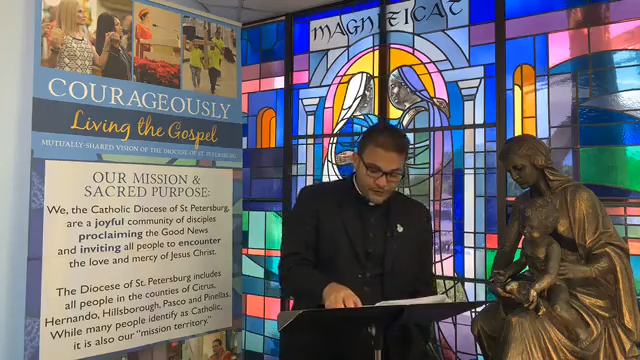 MAGNIFICAT
COURAGEOUSLY
Living the Gospel
MUTUALLY-SHARED VISION OF THE DIOCESE OF ST. PETERSBURG
OUR MISSION &
SACRED PURPOSE:
We, the Catholic Diocese of St Petersburg,
are a joyful community of disciples
proclaiming the Good News
and inviting all people to encounter
the love and mercy of Jesus Christ.
The Diocese of St. Petersburg includes
all people in the counties of Citrus,
Hernando, Hillsborough, Pasco and Pinellas.
While many people identify as Catholic,
it is also our "mission territory."